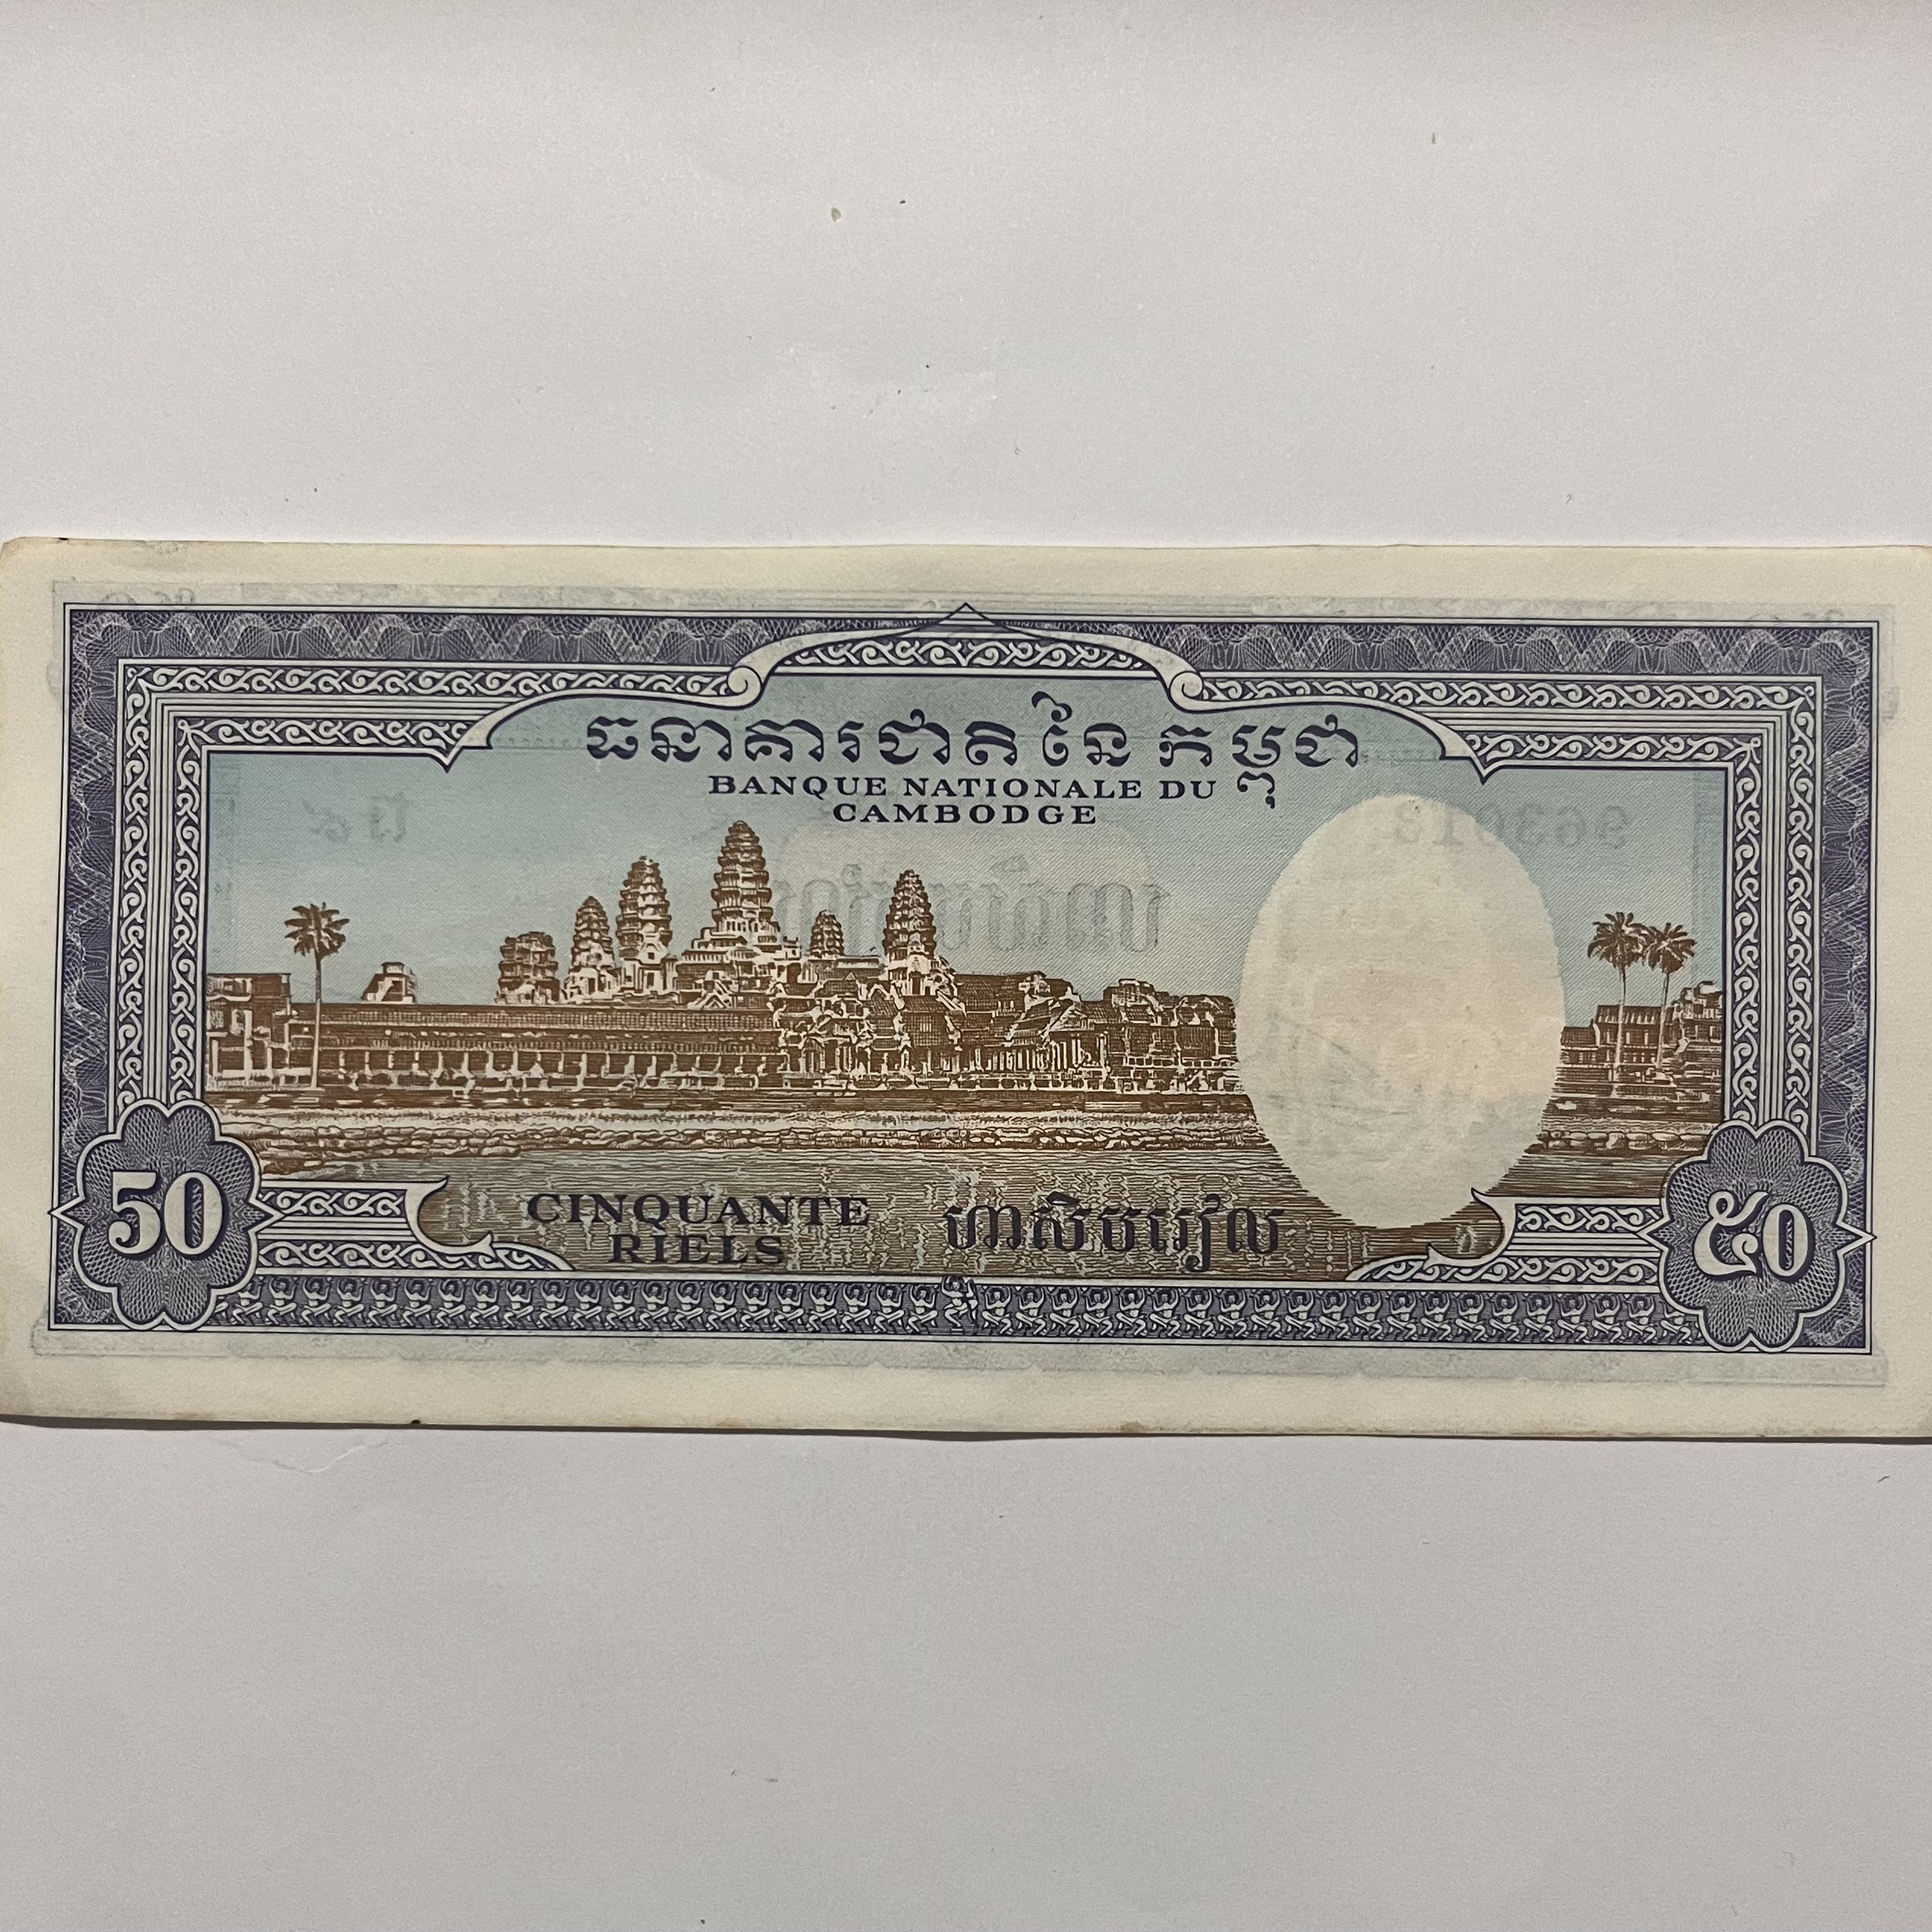 ធនាគារជាតិនៃកម្ពុជា
BANQUE NATIONALE DU
CAMBODGE
CINQUANTE
RIELS
ហាសិបរៀល
50
៥០